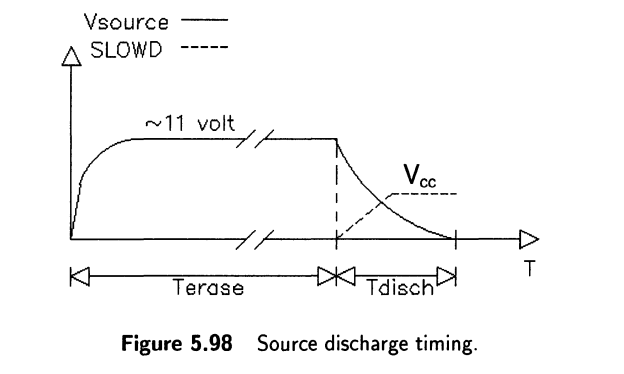 Vsource
SLOWD
~11 volt
Vcc
T
Terase
Tdisch
Figure 5.98 Source discharge timing.